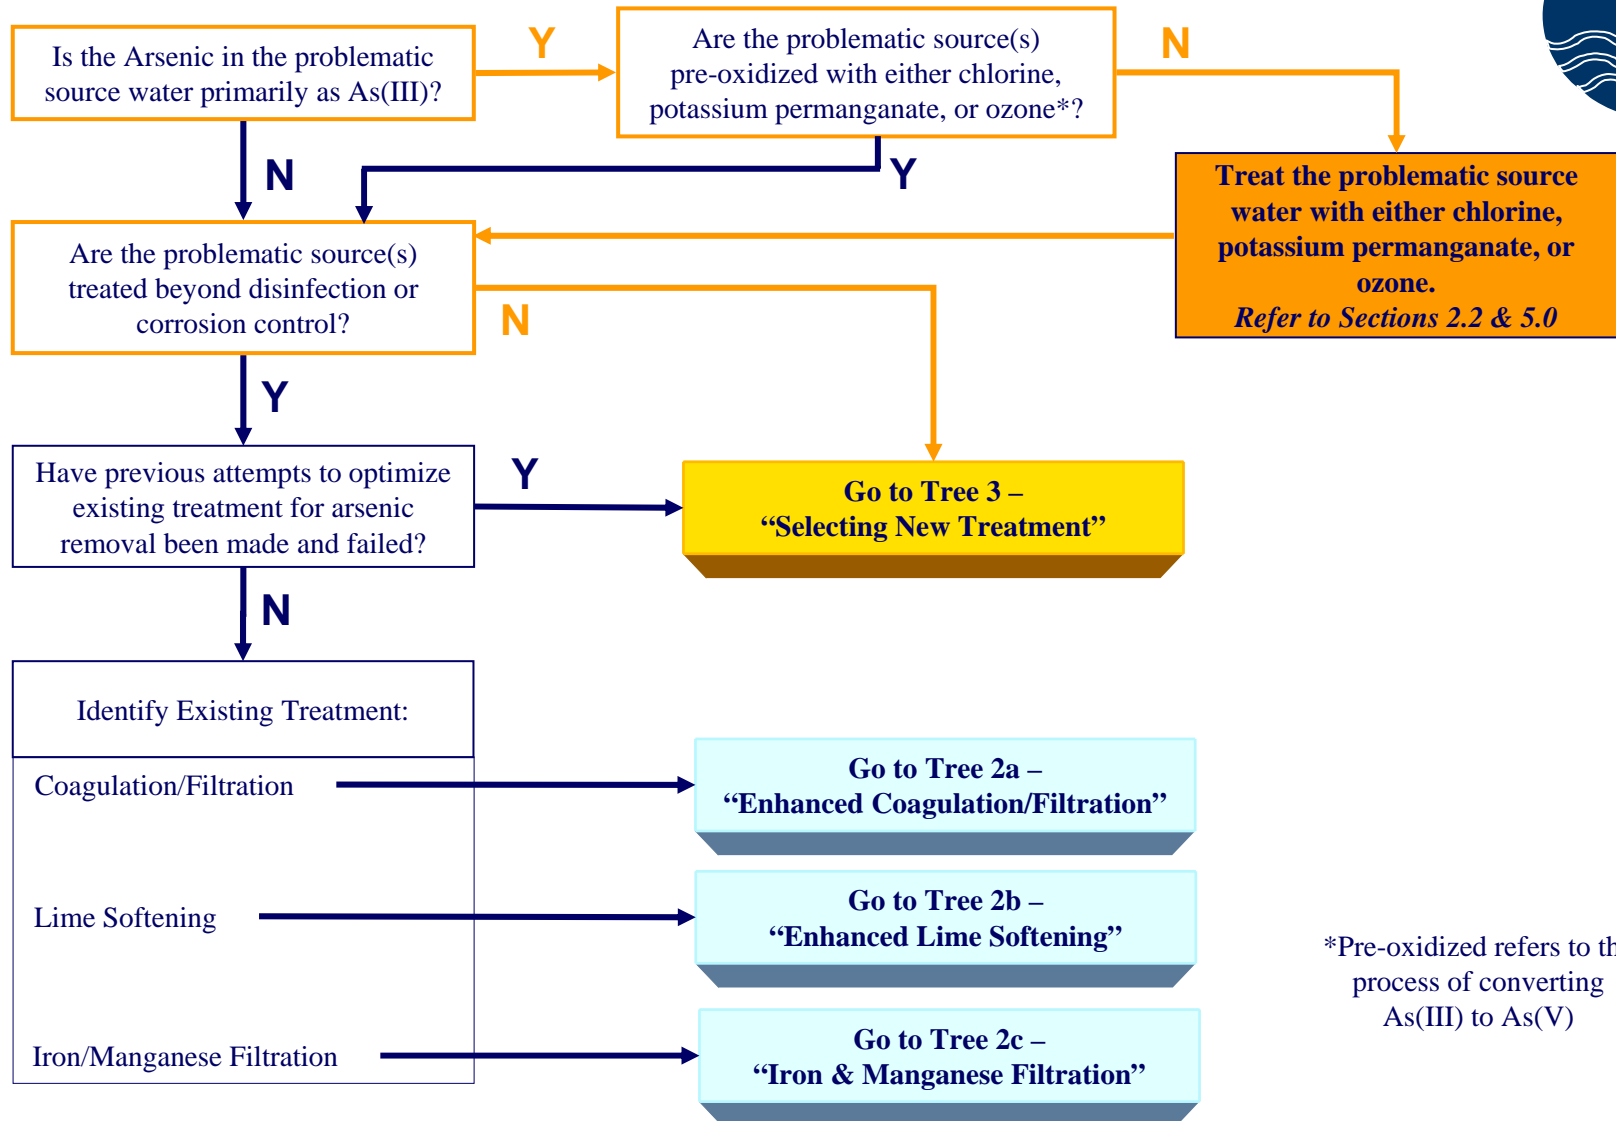 Is the Arsenic in the problematic
source water primarily as As(III)?
Y
Are the problematic source(s)
pre-oxidized with either chlorine,
potassium permanganate, or ozone*?
N
N
Y
Treat the problematic source
water with either chlorine,
potassium permanganate, or
ozone.
Refer to Sections 2.2 & 5.0
Are the problematic source(s)
treated beyond disinfection or
corrosion control?
N
Y
Have previous attempts to optimize
existing treatment for arsenic
removal been made and failed?
Y
Go to Tree 3 –
“Selecting New Treatment”
N
Identify Existing Treatment:
Coagulation/Filtration
Go to Tree 2a –
“Enhanced Coagulation/Filtration”
Lime Softening
Go to Tree 2b –
“Enhanced Lime Softening”
Iron/Manganese Filtration
Go to Tree 2c –
“Iron & Manganese Filtration”
*Pre-oxidized refers to th
process of converting
As(III) to As(V)